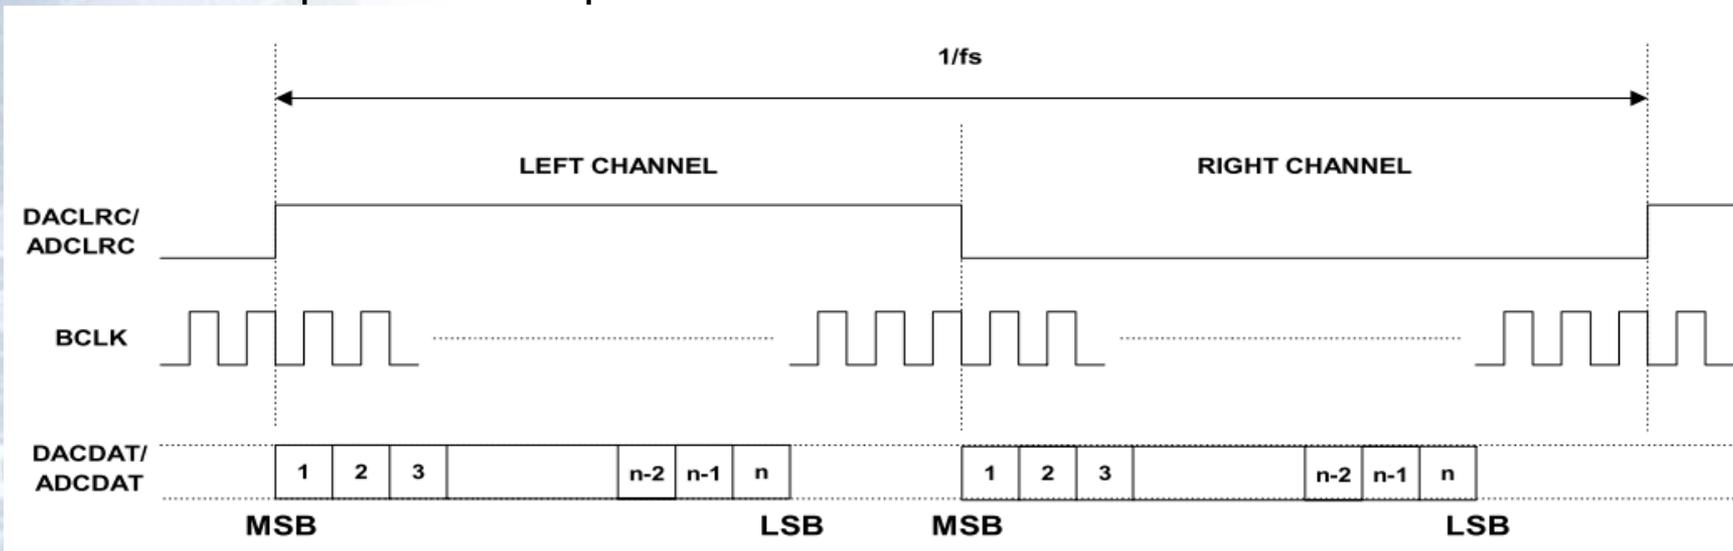 1/fs
LEFT CHANNEL
RIGHT CHANNEL
DACLRC/
ADCLRC
BCLK
DACDAT/
ADCDAT
1 2 3 n-2 n-1 n 1 2 3 n-2 n-1 n
MSB LSB MSB LSB